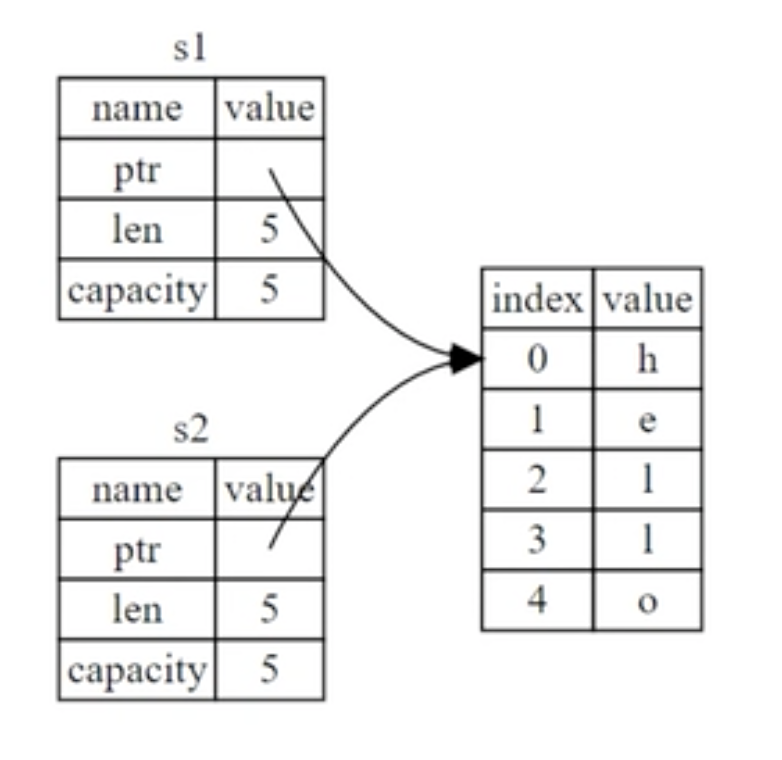 s1
name value
ptr
len 5
capacity 5
s2
name value
ptr
len 5
capacity 5
index value
0 h
1 e
2 l
3 l
4 o